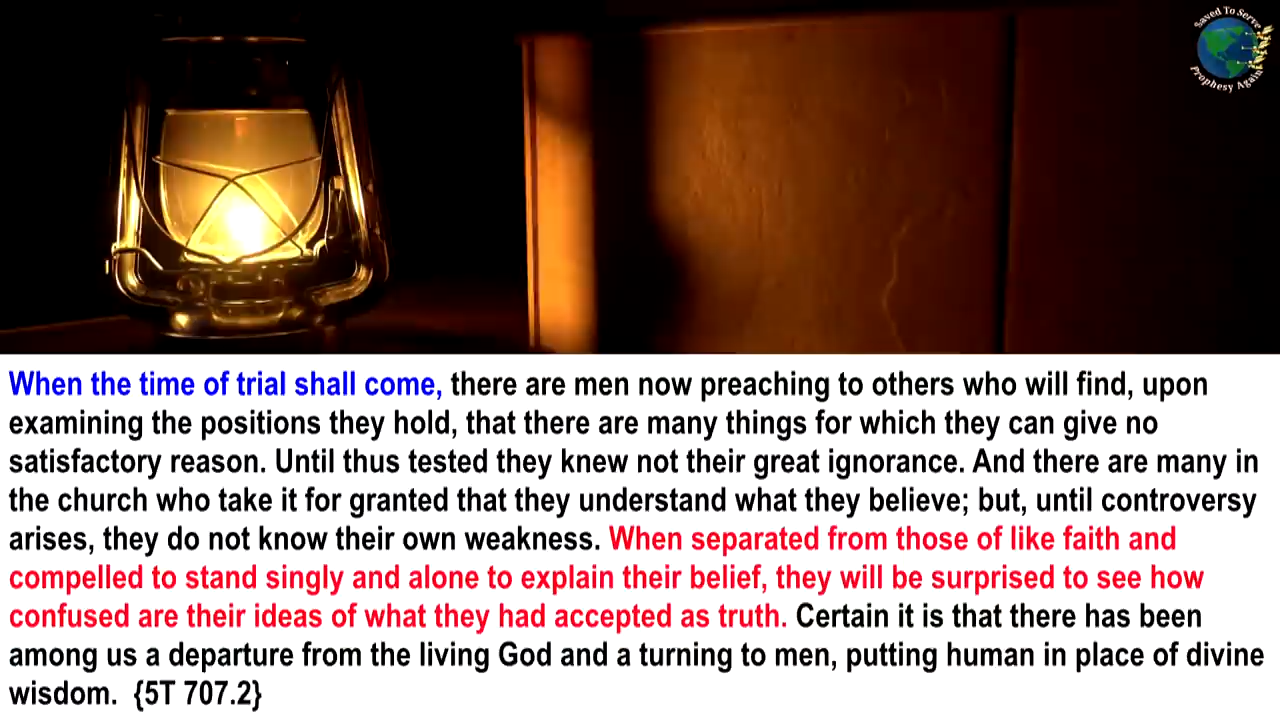 Saved To Serve
Prophesy Again
When the time of trial shall come, there are men now preaching to others who will find, upon
examining the positions they hold, that there are many things for which they can give no
satisfactory reason. Until thus tested they knew not their great ignorance. And there are many in
the church who take it for granted that they understand what they believe; but, until controversy
arises, they do not know their own weakness. When separated from those of like faith and
compelled to stand singly and alone to explain their belief, they will be surprised to see how
confused are their ideas of what they had accepted as truth. Certain it is that there has been
among us a departure from the living God and a turning to men, putting human in place of divine
wisdom.  {5T 707.2}